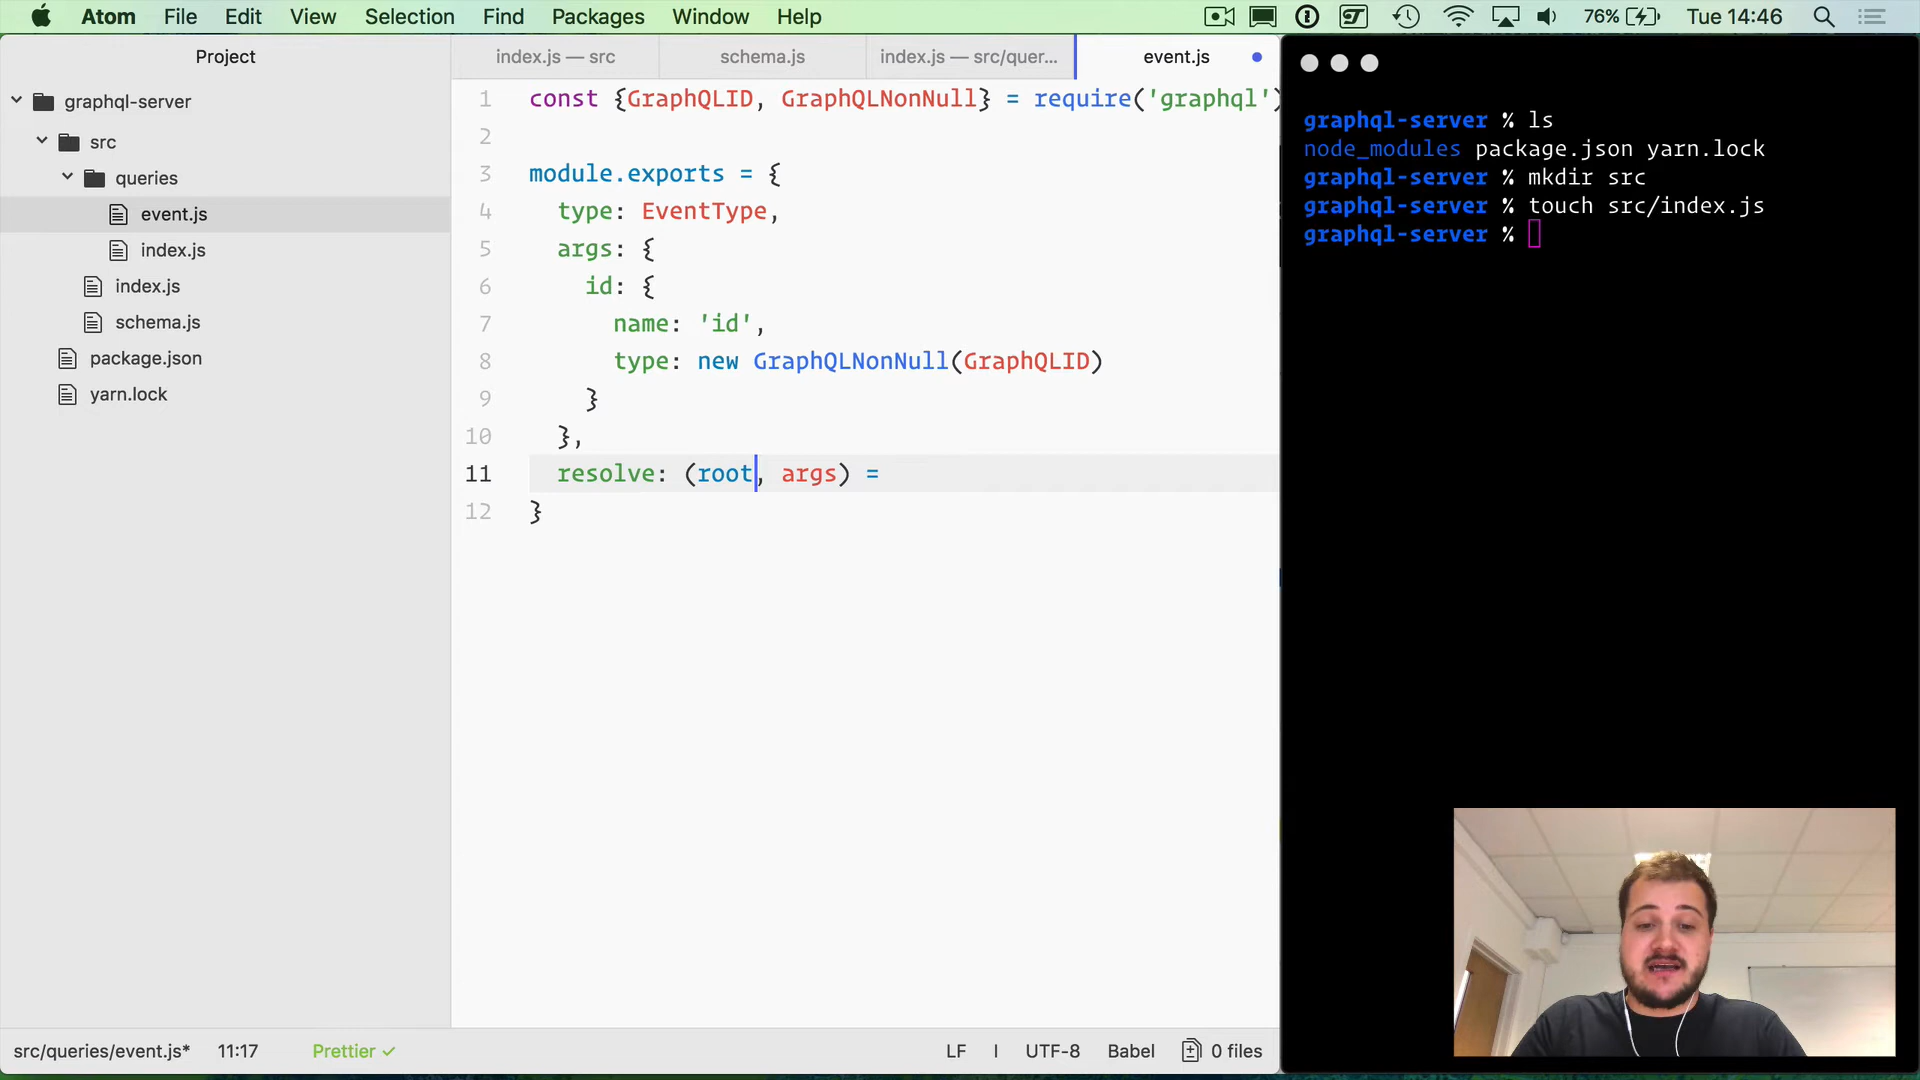 Atom File Edit View Selection Find Packages Window Help 76% Tue 14:46
Project
graphql-server
src
queries
event.js
index.js
index.js
schema.js
package.json
yarn.lock
index.js — src schema.js index.js — src/quer... event.js
1 const {GraphQLID, GraphQLNonNull} = require('graphql')
2
3 module.exports = {
4 type: EventType,
5 args: {
6 id: {
7 name: 'id',
8 type: new GraphQLNonNull(GraphQLID)
9 }
10 },
11 resolve: (root, args) =
12 }
src/queries/event.js* 11:17 Prettier ✓ LF I UTF-8 Babel 0 files
graphql-server % ls
node_modules package.json yarn.lock
graphql-server % mkdir src
graphql-server % touch src/index.js
graphql-server %